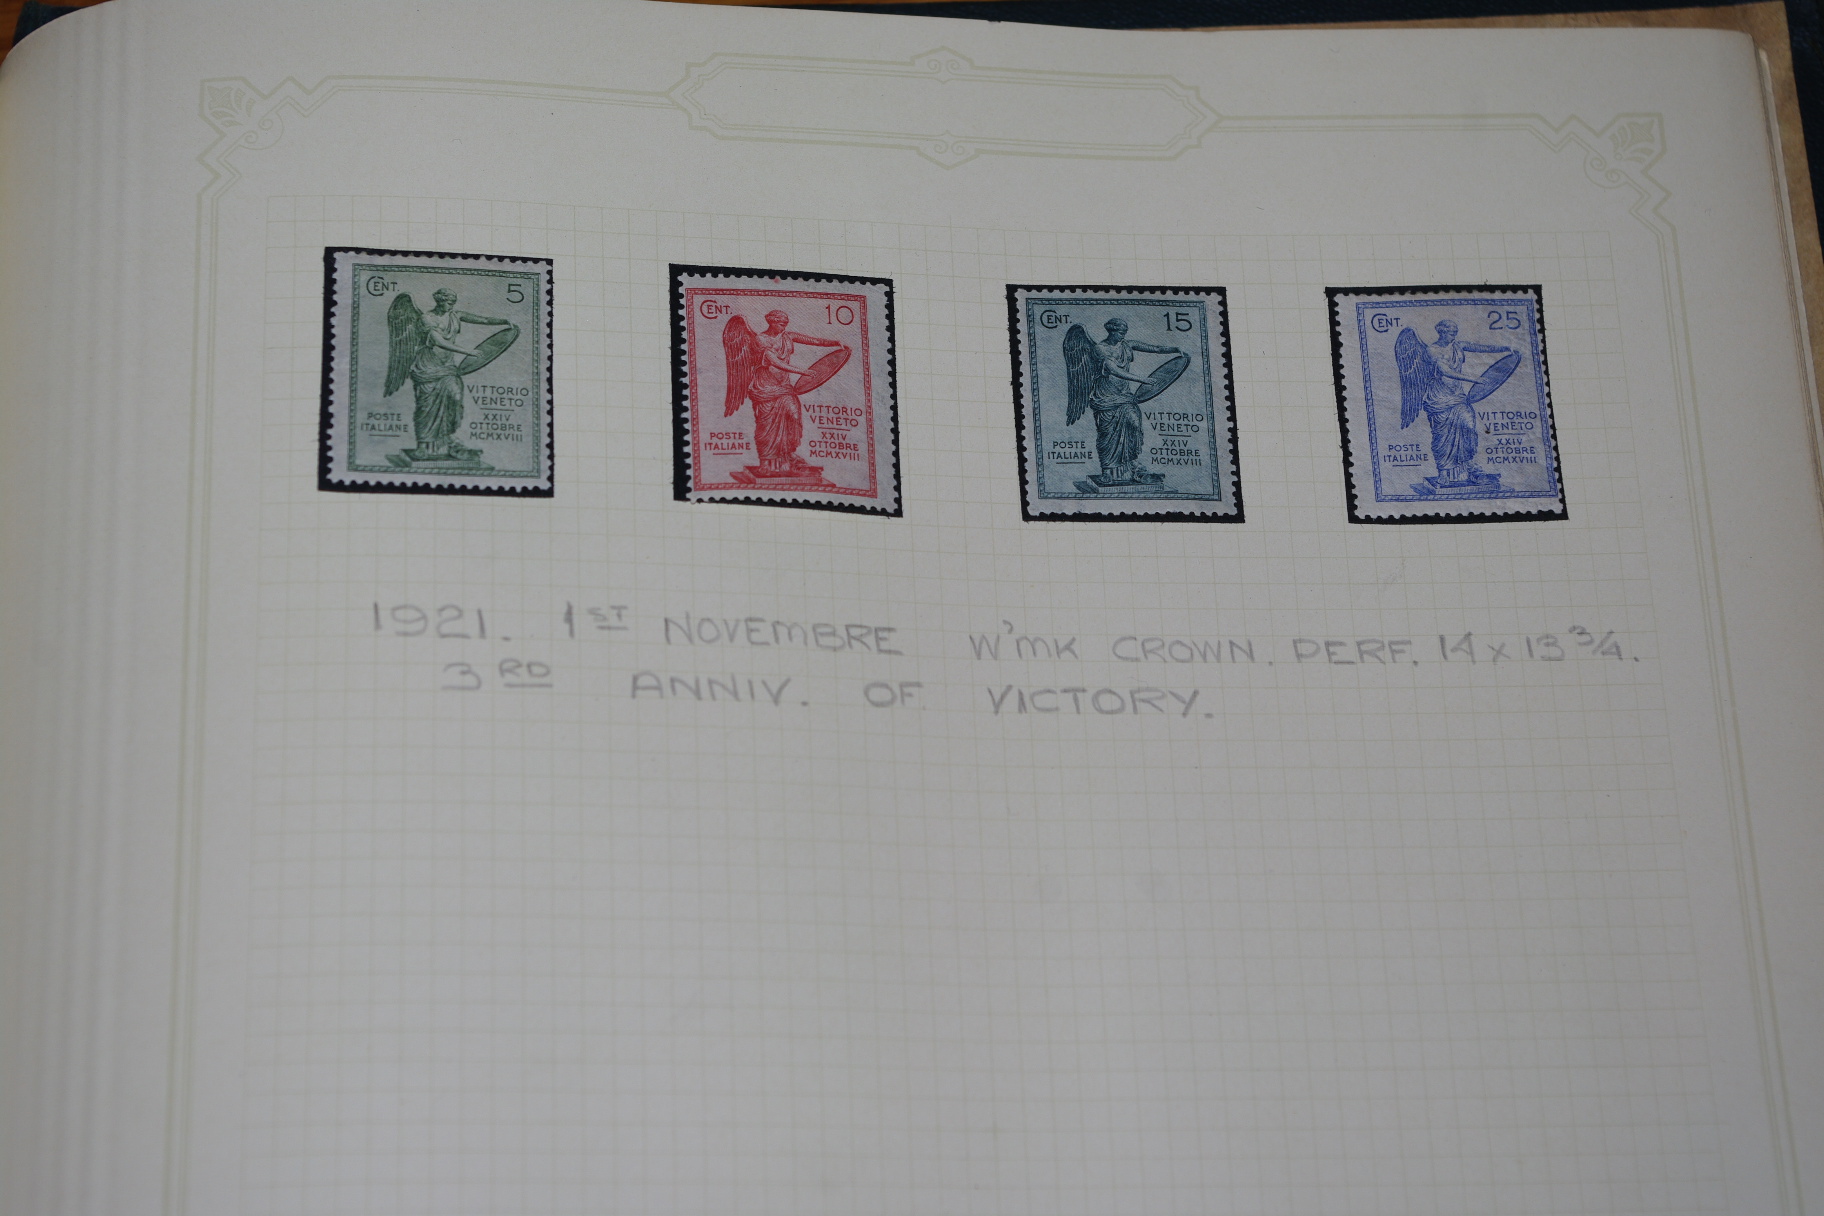 CENT. 5
VITTORIO
VENETO
POSTE
ITALIANE
XXIV
OTTOBRE
MCMXVIII
CENT. 10
VITTORIO
VENETO
POSTE
ITALIANE
XXIV
OTTOBRE
MCMXVIII
CENT. 15
VITTORIO
VENETO
POSTE
ITALIANE
XXIV
OTTOBRE
MCMXVIII
CENT. 25
VITTORIO
VENETO
POSTE
ITALIANE
XXIV
OTTOBRE
MCMXVIII
1921. 1ST NOVEMBRE W'MK CROWN. PERF. 14 x 13 3/4.
3RD ANNIV. OF VICTORY.